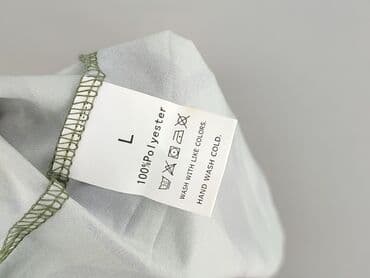 L
100%Polyester
WASH WITH LIKE COLORS.
HAND WASH COLD.